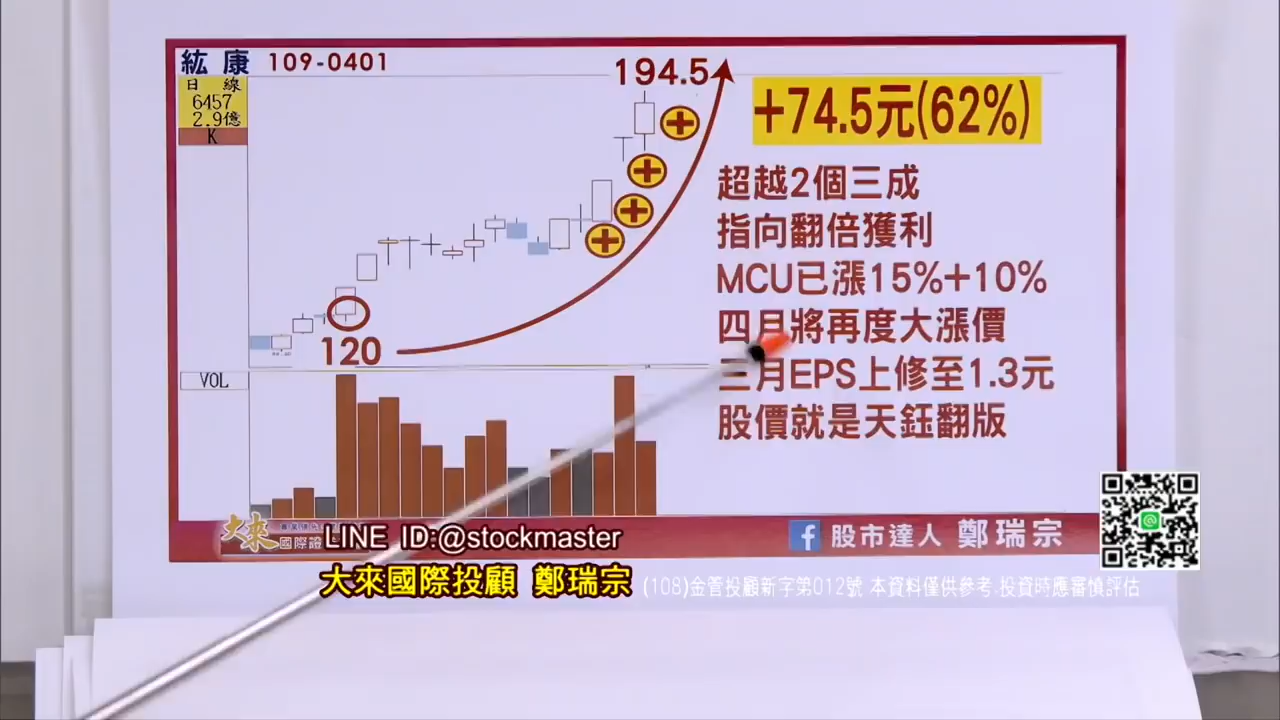 紘康 109-0401
日線
6457
2.9億
K
194.5
+74.5元(62%)
超越2個三成
指向翻倍獲利
MCU已漲15%+10%
四月將再度大漲價
三月EPS上修至1.3元
股價就是天鈺翻版
120
VOL
大來
國際證
LINE ID:@stockmaster
股市達人 鄭瑞宗
大來國際投顧 鄭瑞宗
(108)金管投顧新字第012號 本資料僅供參考.投資時應審慎評估